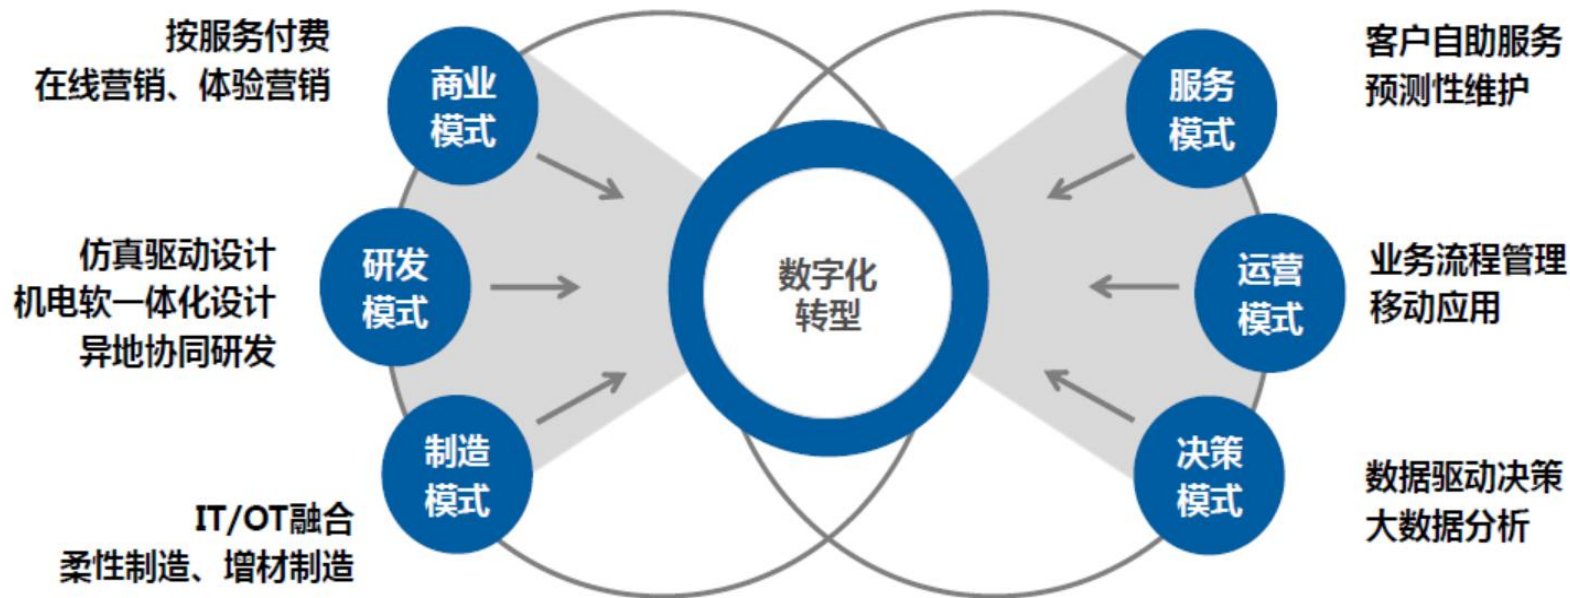 按服务付费
在线营销、体验营销
商业
模式
仿真驱动设计
机电软一体化设计
异地协同研发
研发
模式
IT/OT融合
柔性制造、增材制造
制造
模式
数字化
转型
服务
模式
客户自助服务
预测性维护
运营
模式
业务流程管理
移动应用
决策
模式
数据驱动决策
大数据分析